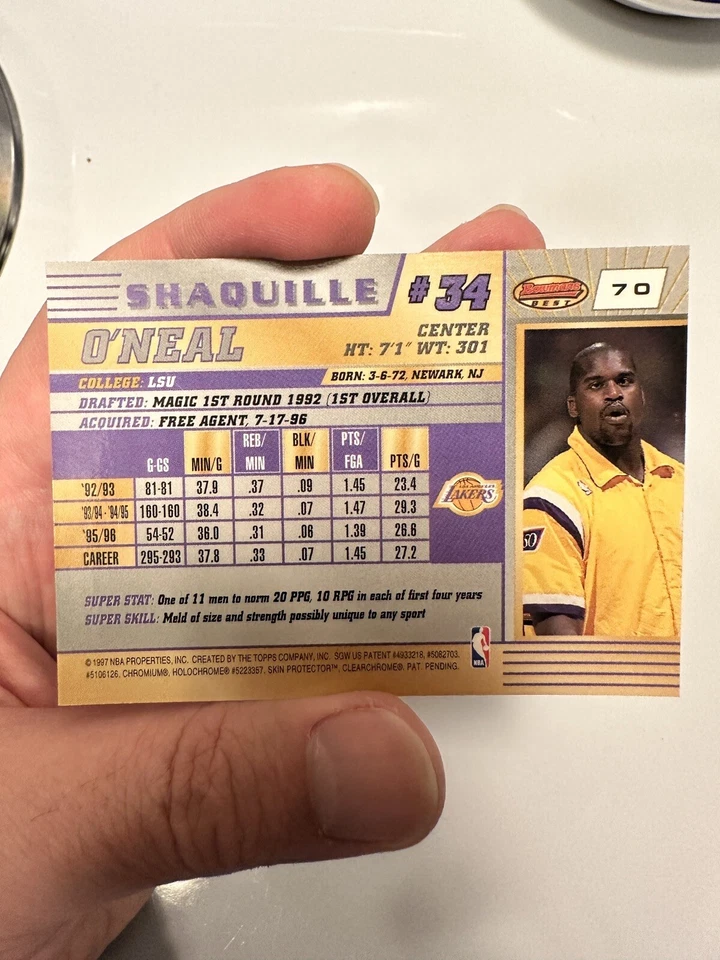 SHAQUILLE # 34
O'NEAL
CENTER
HT: 7'1" WT: 301
COLLEGE: LSU
BORN: 3-6-72, NEWARK, NJ
DRAFTED: MAGIC 1ST ROUND 1992 (1ST OVERALL)
ACQUIRED: FREE AGENT, 7-17-96
G-GS MIN/G REB/MIN BLK/MIN PTS/FGA PTS/G
'92/93 81-81 37.9 .37 .09 1.45 23.4
'93/94 - '94/95 160-160 38.4 .32 .07 1.47 29.3
'95/96 54-52 36.0 .31 .06 1.39 26.6
CAREER 295-293 37.8 .33 .07 1.45 27.2
LOS ANGELES
LAKERS
SUPER STAT: One of 11 men to norm 20 PPG, 10 RPG in each of first four years
SUPER SKILL: Meld of size and strength possibly unique to any sport
© 1997 NBA PROPERTIES, INC. CREATED BY THE TOPPS COMPANY, INC. SGW US PATENT #4933218, #5082703,
#5106126. CHROMIUM®, HOLOCHROME® #5223357. SKIN PROTECTOR™, CLEARCHROME®. PAT. PENDING.
NBA
Bowman's
BEST
70
50